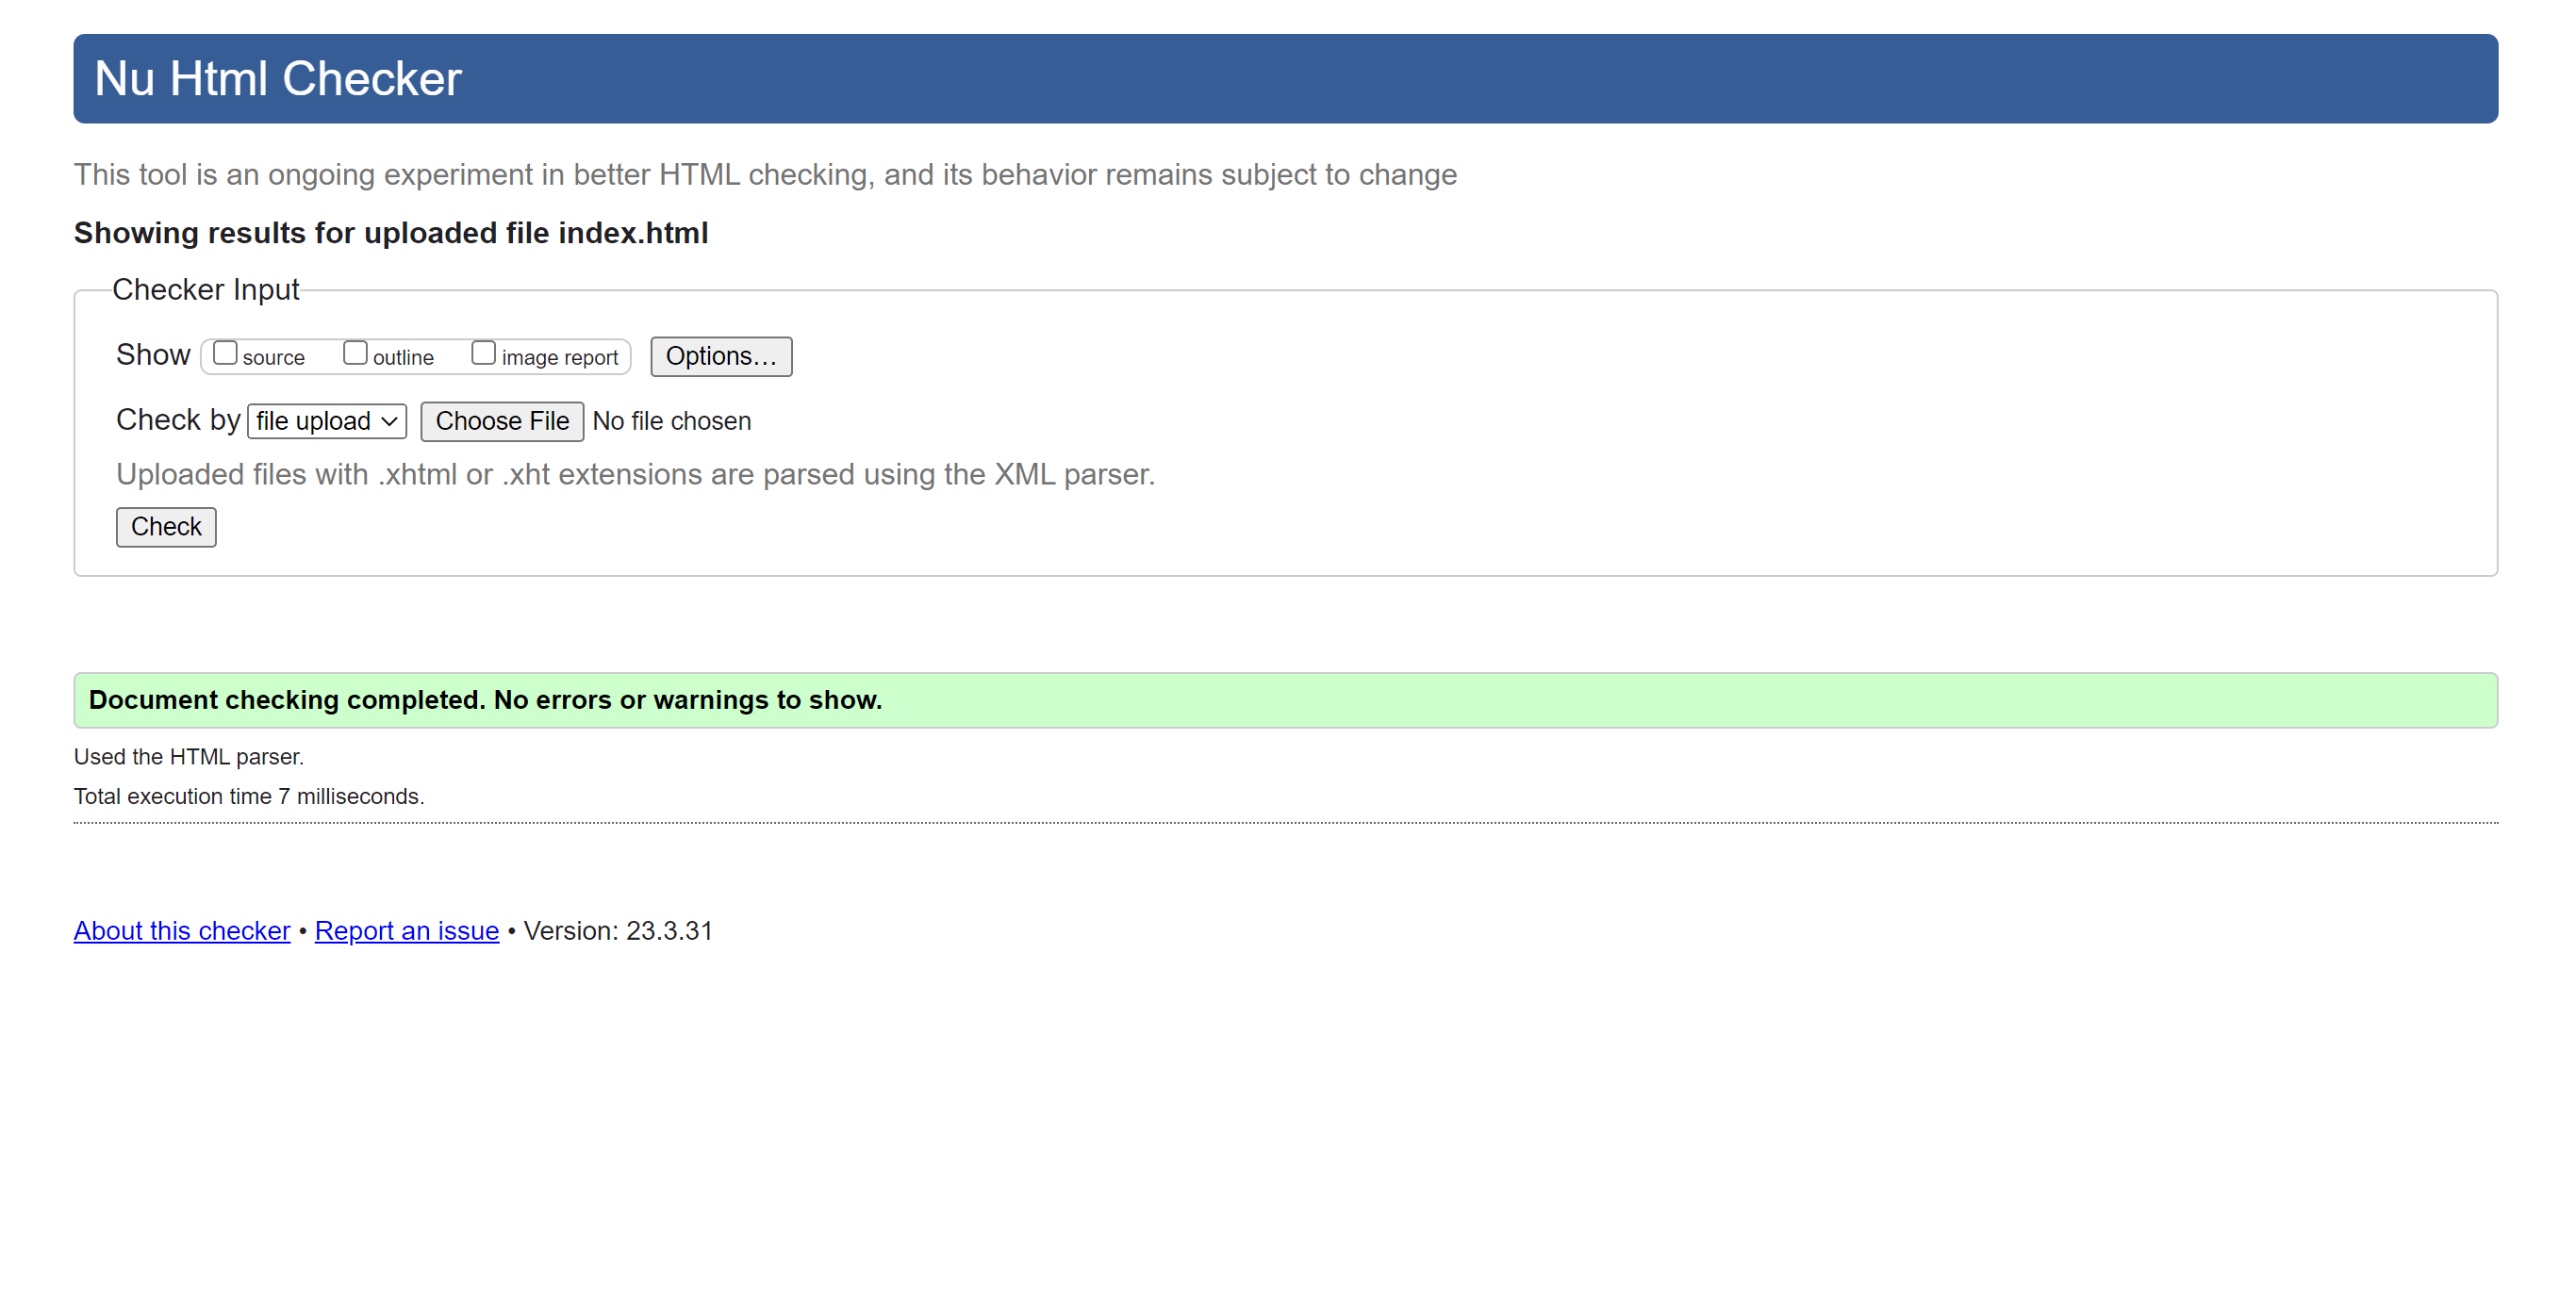 Nu Html Checker
This tool is an ongoing experiment in better HTML checking, and its behavior remains subject to change
Showing results for uploaded file index.html
Checker Input
Show source outline image report Options...
Check by file upload Choose File No file chosen
Uploaded files with .xhtml or .xht extensions are parsed using the XML parser.
Check
Document checking completed. No errors or warnings to show.
Used the HTML parser.
Total execution time 7 milliseconds.
About this checker • Report an issue • Version: 23.3.31